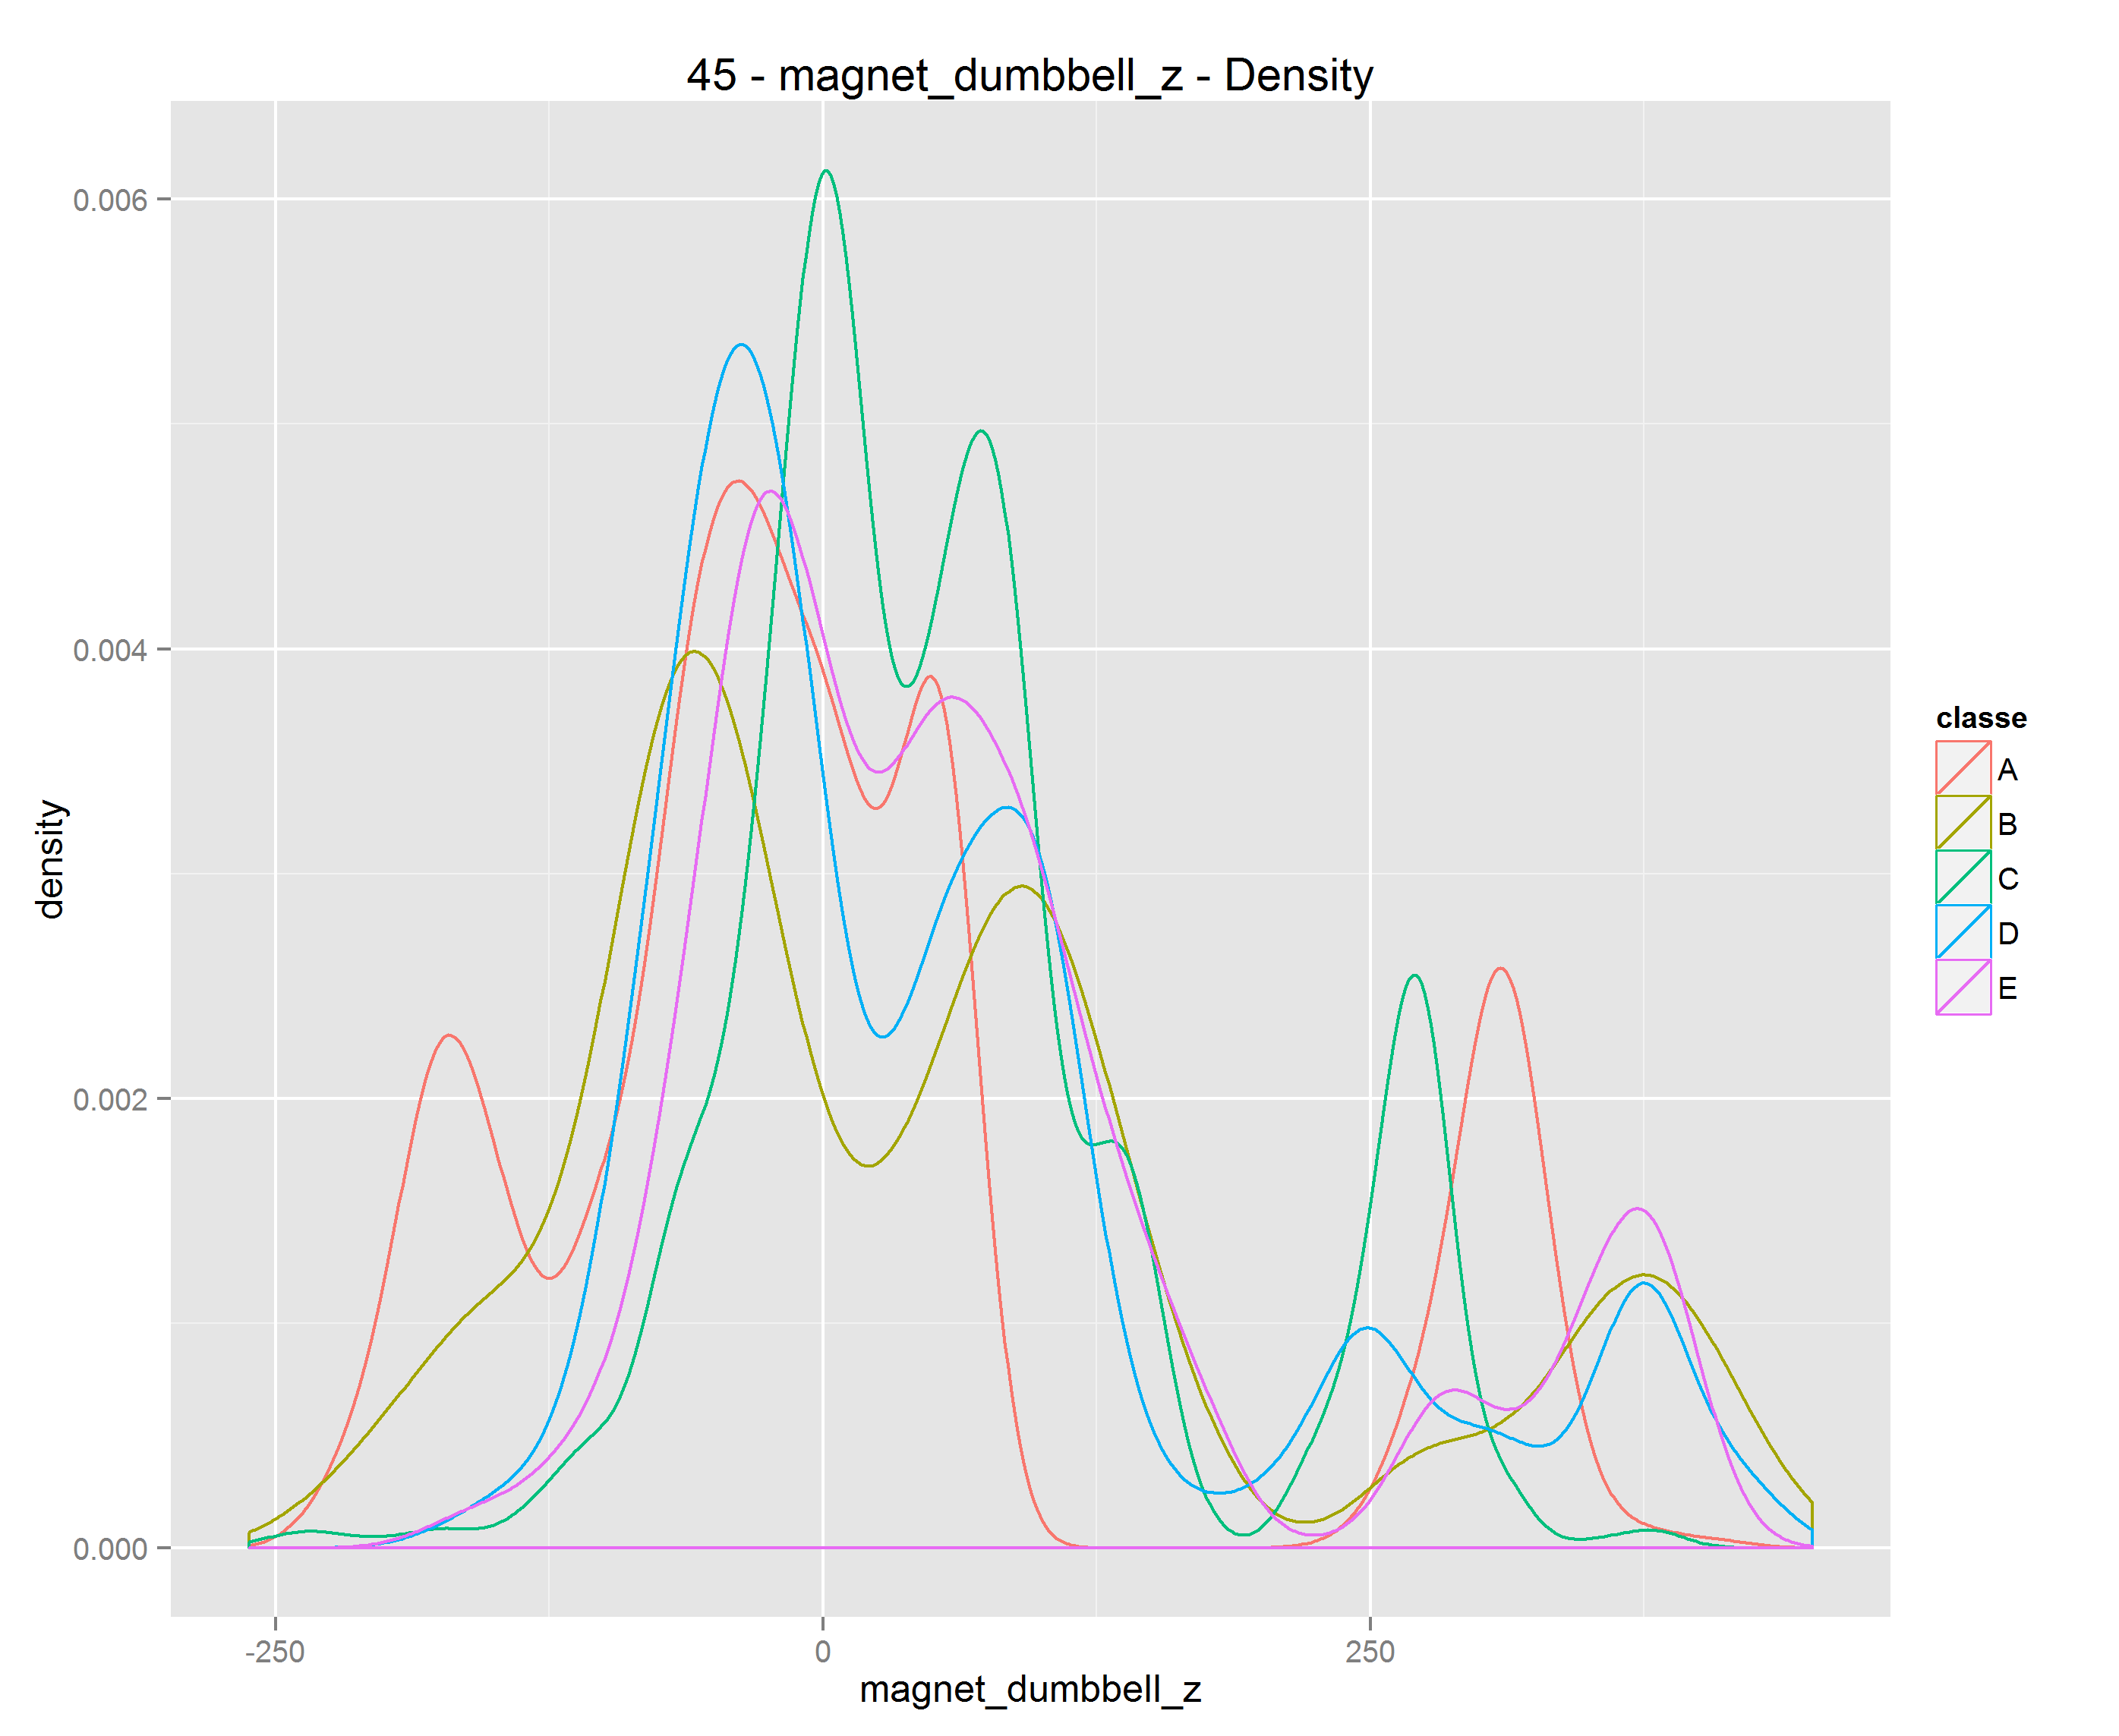 45 - magnet_dumbbell_z - Density
0.006
0.004
0.002
0.000
density
-250 0 250
magnet_dumbbell_z
classe
A
B
C
D
E